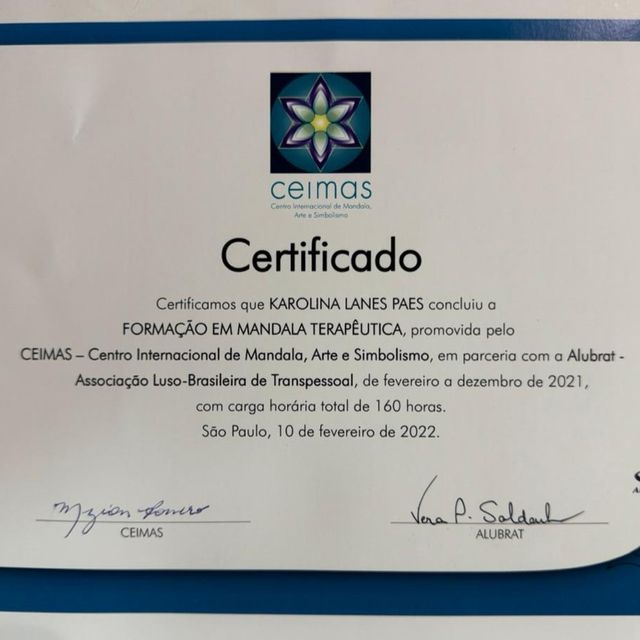 ceimas
Centro Internacional de Mandala,
Arte e Simbolismo
Certificado
Certificamos que KAROLINA LANES PAES concluiu a
FORMAÇÃO EM MANDALA TERAPÊUTICA, promovida pelo
CEIMAS – Centro Internacional de Mandala, Arte e Simbolismo, em parceria com a Alubrat -
Associação Luso-Brasileira de Transpessoal, de fevereiro a dezembro de 2021,
com carga horária total de 160 horas.
São Paulo, 10 de fevereiro de 2022.
Vera P. Saldanha
CEIMAS
ALUBRAT